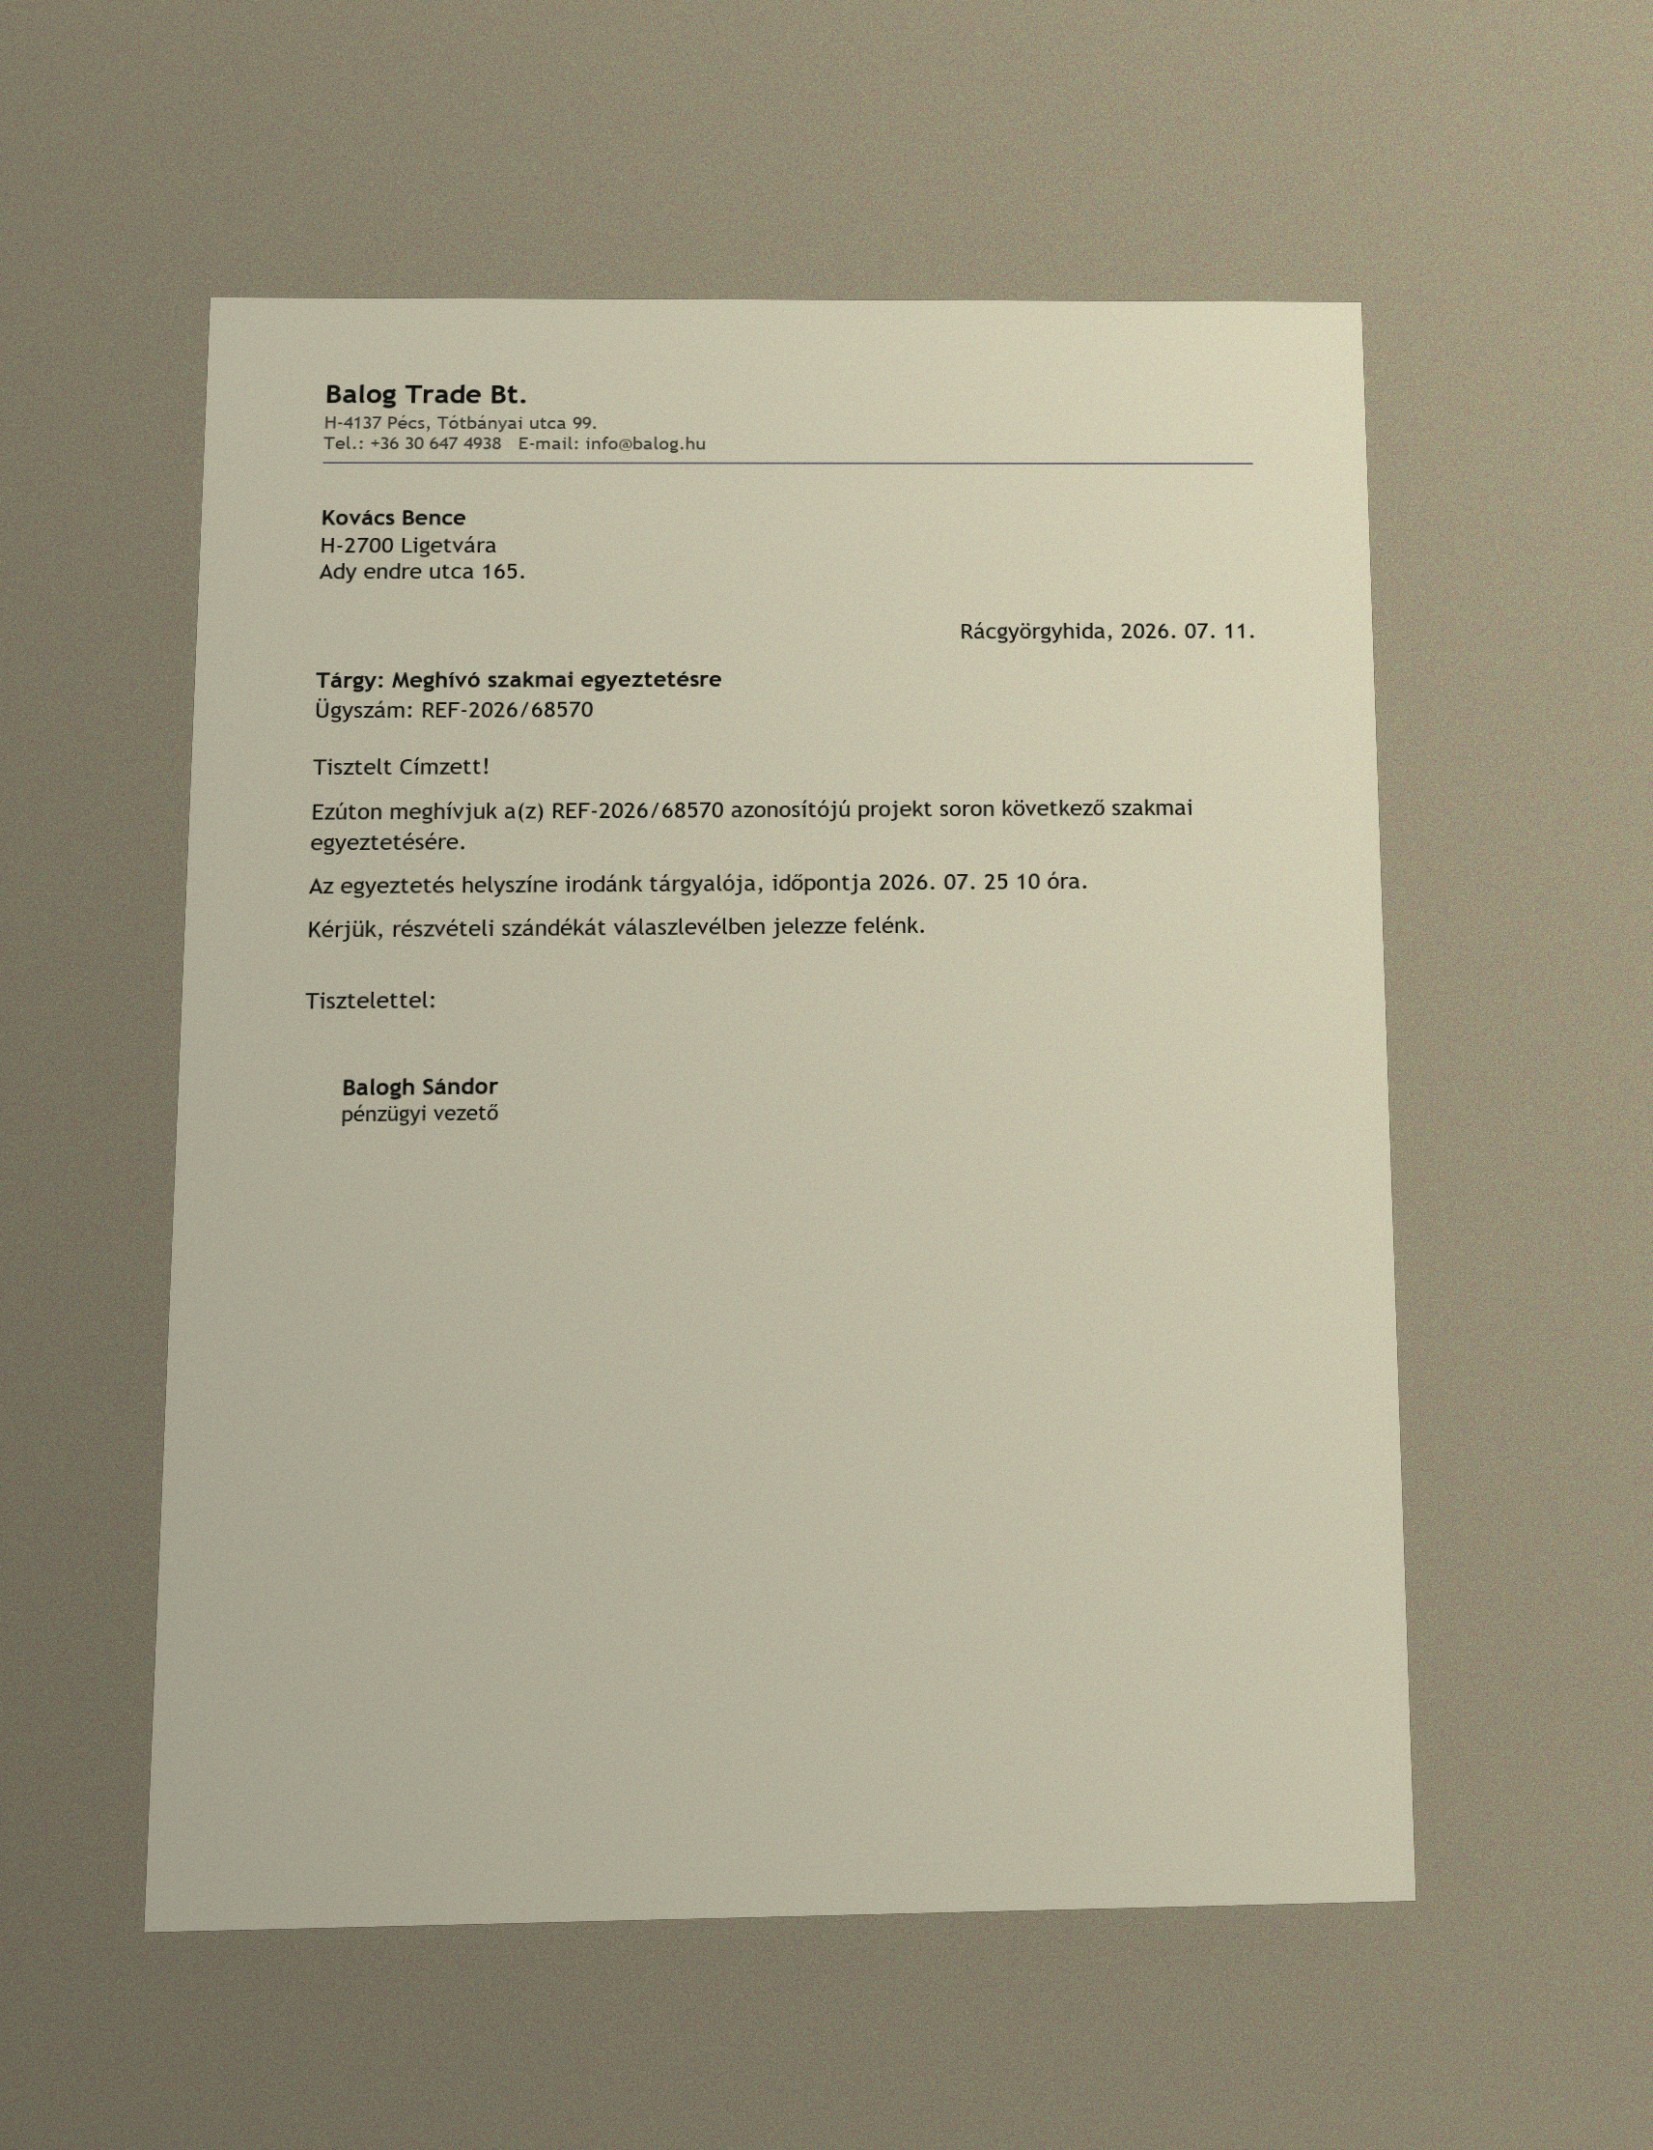 Balog Trade Bt.
H-4137 Pécs, Tótbányai utca 99.
Tel.: +36 30 647 4938 E-mail: info@balog.hu
Kovács Bence
H-2700 Ligetvára
Ady endre utca 165.
Rácgyörgyhida, 2026. 07. 11.
Tárgy: Meghívó szakmai egyeztetésre
Ügyszám: REF-2026/68570
Tisztelt Címzett!
Ezúton meghívjuk a(z) REF-2026/68570 azonosítójú projekt soron következő szakmai
egyeztetésére.
Az egyeztetés helyszíne irodánk tárgyalója, időpontja 2026. 07. 25 10 óra.
Kérjük, részvételi szándékát válaszlevélben jelezze felénk.
Tisztelettel:
Balogh Sándor
pénzügyi vezető